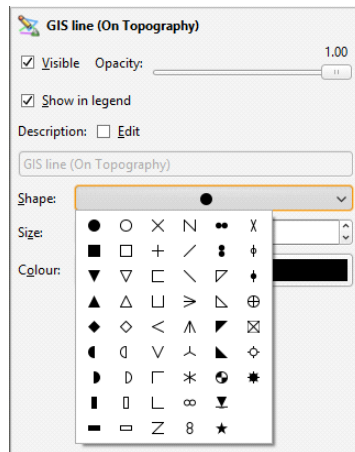 GIS line (On Topography)
1.00
Visible Opacity:
Show in legend
Description: Edit
GIS line (On Topography)
Shape:
Size:
Colour: